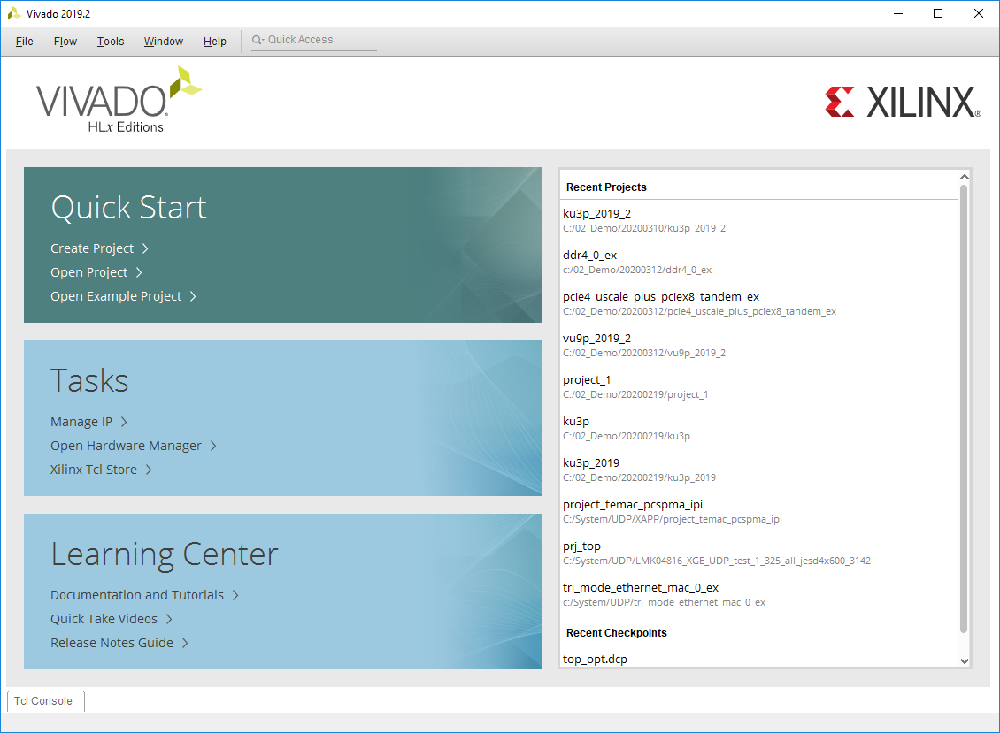 Vivado 2019.2
File Flow Tools Window Help Quick Access
VIVADO
HLx Editions
XILINX®
Quick Start
Create Project >
Open Project >
Open Example Project >
Tasks
Manage IP >
Open Hardware Manager >
Xilinx Tcl Store >
Learning Center
Documentation and Tutorials >
Quick Take Videos >
Release Notes Guide >
Recent Projects
ku3p_2019_2
C:/02_Demo/20200310/ku3p_2019_2
ddr4_0_ex
c:/02_Demo/20200312/ddr4_0_ex
pcie4_uscale_plus_pciex8_tandem_ex
C:/02_Demo/20200312/pcie4_uscale_plus_pciex8_tandem_ex
vu9p_2019_2
C:/02_Demo/20200312/vu9p_2019_2
project_1
C:/02_Demo/20200219/project_1
ku3p
C:/02_Demo/20200219/ku3p
ku3p_2019
C:/02_Demo/20200219/ku3p_2019
project_temac_pcspma_ipi
C:/System/UDP/XAPP/project_temac_pcspma_ipi
prj_top
C:/System/UDP/LMK04816_XGE_UDP_test_1_325_all_jesd4x600_3142
tri_mode_ethernet_mac_0_ex
c:/System/UDP/tri_mode_ethernet_mac_0_ex
Recent Checkpoints
top_opt.dcp
Tcl Console